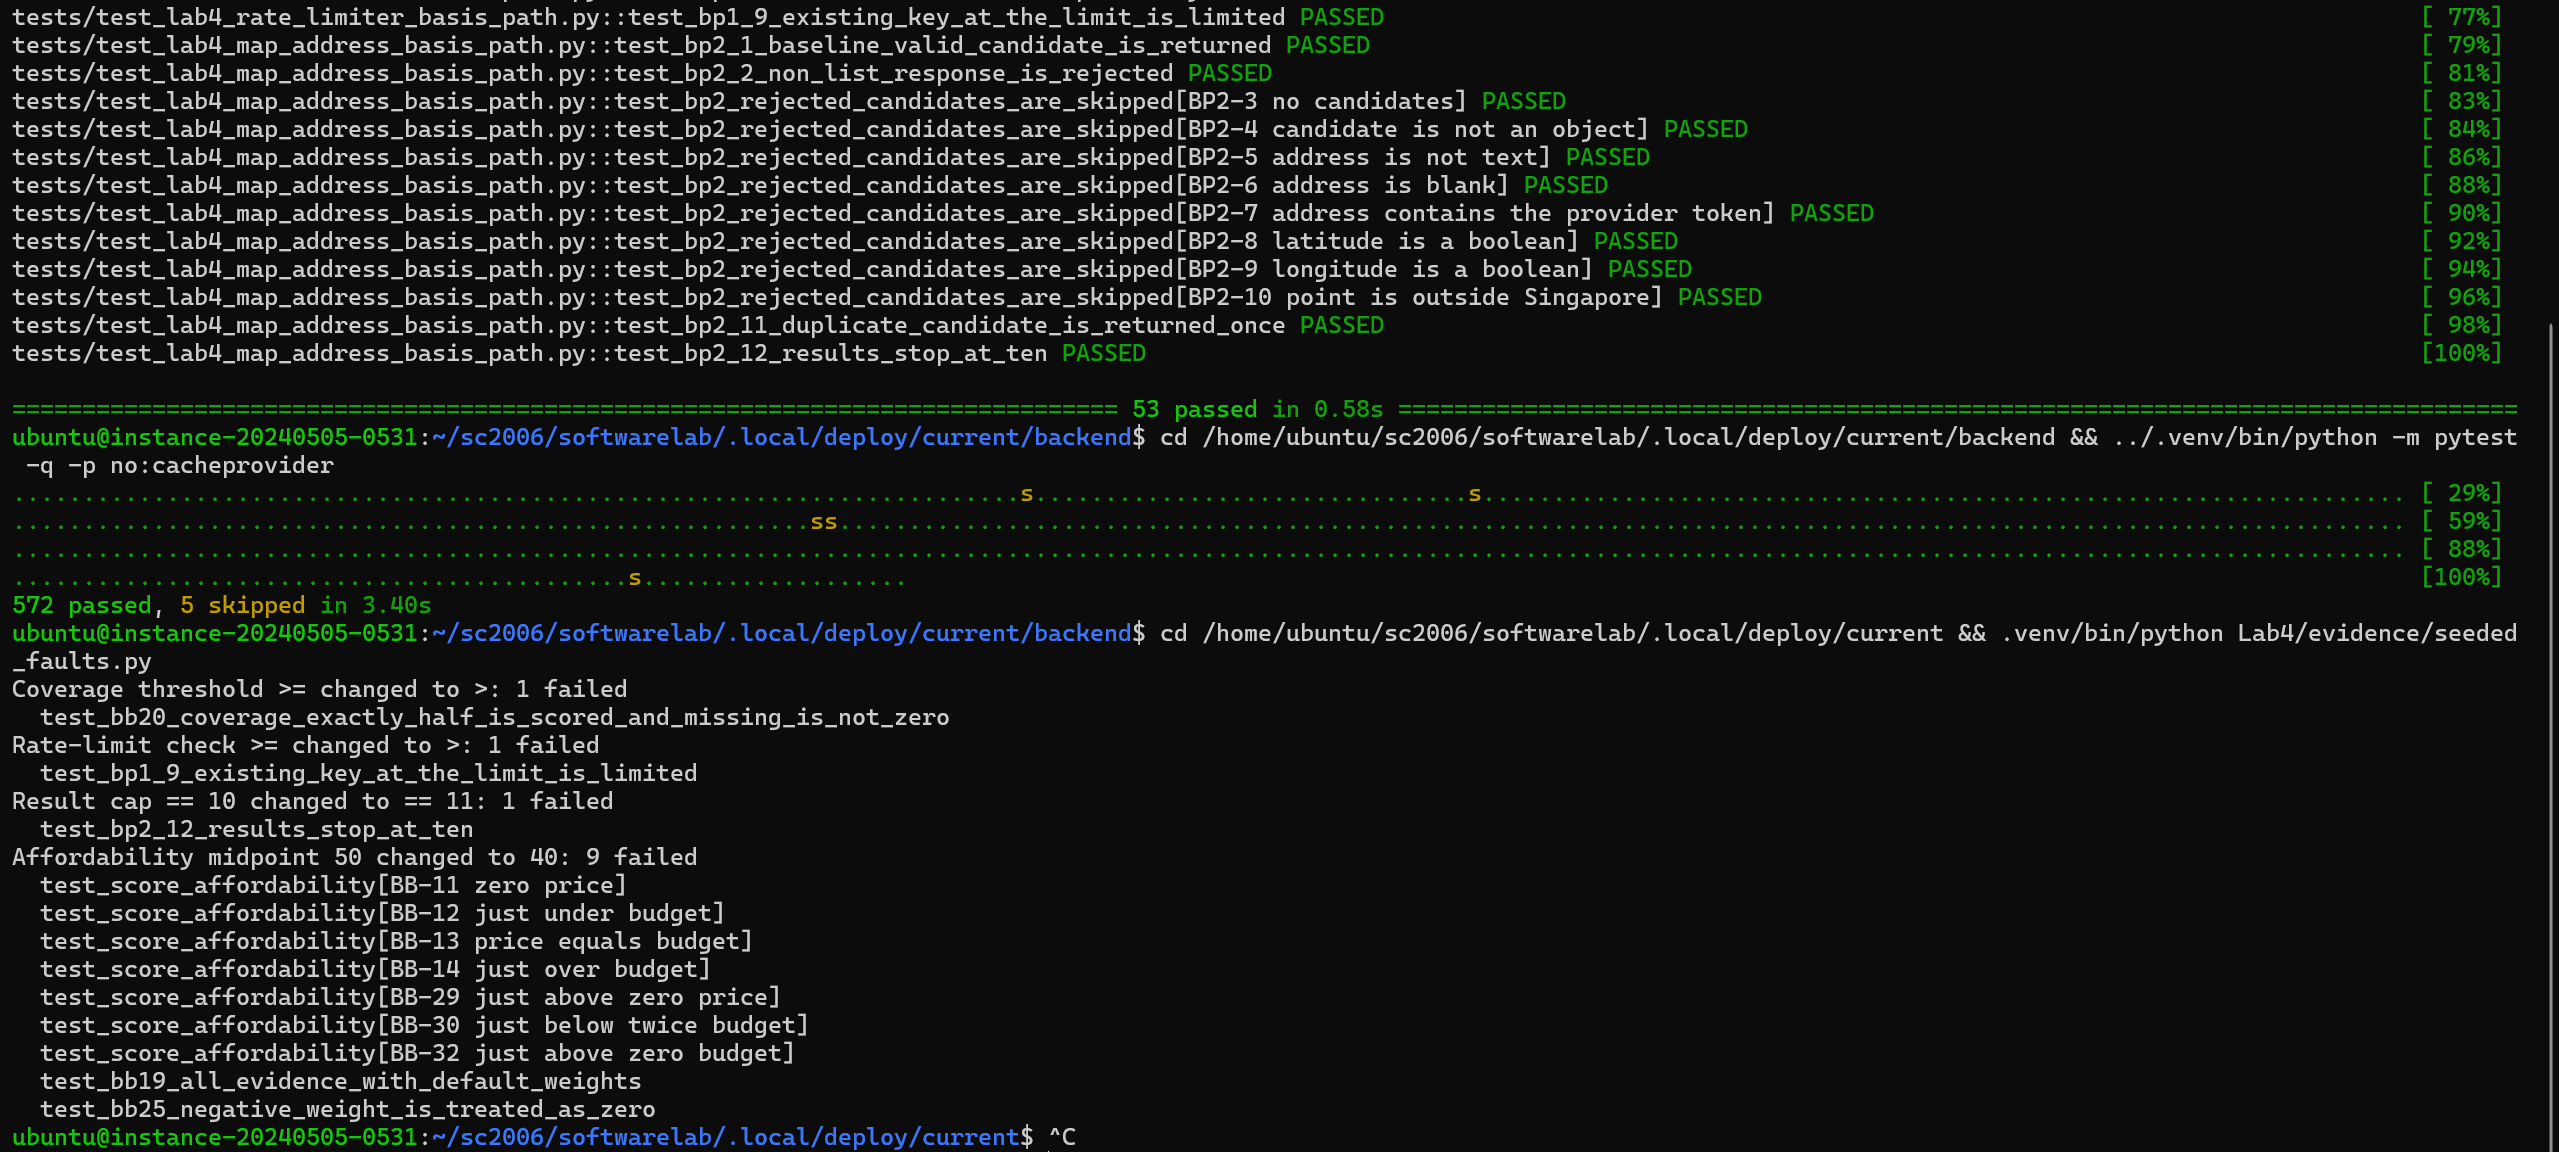 tests/test_lab4_rate_limiter_basis_path.py::test_bp1_9_existing_key_at_the_limit_is_limited PASSED [ 77%]
tests/test_lab4_map_address_basis_path.py::test_bp2_1_baseline_valid_candidate_is_returned PASSED [ 79%]
tests/test_lab4_map_address_basis_path.py::test_bp2_2_non_list_response_is_rejected PASSED [ 81%]
tests/test_lab4_map_address_basis_path.py::test_bp2_rejected_candidates_are_skipped[BP2-3 no candidates] PASSED [ 83%]
tests/test_lab4_map_address_basis_path.py::test_bp2_rejected_candidates_are_skipped[BP2-4 candidate is not an object] PASSED [ 84%]
tests/test_lab4_map_address_basis_path.py::test_bp2_rejected_candidates_are_skipped[BP2-5 address is not text] PASSED [ 86%]
tests/test_lab4_map_address_basis_path.py::test_bp2_rejected_candidates_are_skipped[BP2-6 address is blank] PASSED [ 88%]
tests/test_lab4_map_address_basis_path.py::test_bp2_rejected_candidates_are_skipped[BP2-7 address contains the provider token] PASSED [ 90%]
tests/test_lab4_map_address_basis_path.py::test_bp2_rejected_candidates_are_skipped[BP2-8 latitude is a boolean] PASSED [ 92%]
tests/test_lab4_map_address_basis_path.py::test_bp2_rejected_candidates_are_skipped[BP2-9 longitude is a boolean] PASSED [ 94%]
tests/test_lab4_map_address_basis_path.py::test_bp2_rejected_candidates_are_skipped[BP2-10 point is outside Singapore] PASSED [ 96%]
tests/test_lab4_map_address_basis_path.py::test_bp2_11_duplicate_candidate_is_returned_once PASSED [ 98%]
tests/test_lab4_map_address_basis_path.py::test_bp2_12_results_stop_at_ten PASSED [100%]
=============================================================================== 53 passed in 0.58s ================================================================================
ubuntu@instance-20240505-0531:~/sc2006/softwarelab/.local/deploy/current/backend$ cd /home/ubuntu/sc2006/softwarelab/.local/deploy/current/backend && ../.venv/bin/python -m pytest
-q -p no:cacheprovider
........................................................................s...............................s.................................................................. [ 29%]
.........................................................ss................................................................................................................ [ 59%]
........................................................................................................................................................................... [ 88%]
............................................s................... [100%]
572 passed, 5 skipped in 3.40s
ubuntu@instance-20240505-0531:~/sc2006/softwarelab/.local/deploy/current/backend$ cd /home/ubuntu/sc2006/softwarelab/.local/deploy/current && .venv/bin/python Lab4/evidence/seeded
_faults.py
Coverage threshold >= changed to >: 1 failed
test_bb20_coverage_exactly_half_is_scored_and_missing_is_not_zero
Rate-limit check >= changed to >: 1 failed
test_bp1_9_existing_key_at_the_limit_is_limited
Result cap == 10 changed to == 11: 1 failed
test_bp2_12_results_stop_at_ten
Affordability midpoint 50 changed to 40: 9 failed
test_score_affordability[BB-11 zero price]
test_score_affordability[BB-12 just under budget]
test_score_affordability[BB-13 price equals budget]
test_score_affordability[BB-14 just over budget]
test_score_affordability[BB-29 just above zero price]
test_score_affordability[BB-30 just below twice budget]
test_score_affordability[BB-32 just above zero budget]
test_bb19_all_evidence_with_default_weights
test_bb25_negative_weight_is_treated_as_zero
ubuntu@instance-20240505-0531:~/sc2006/softwarelab/.local/deploy/current$ ^C